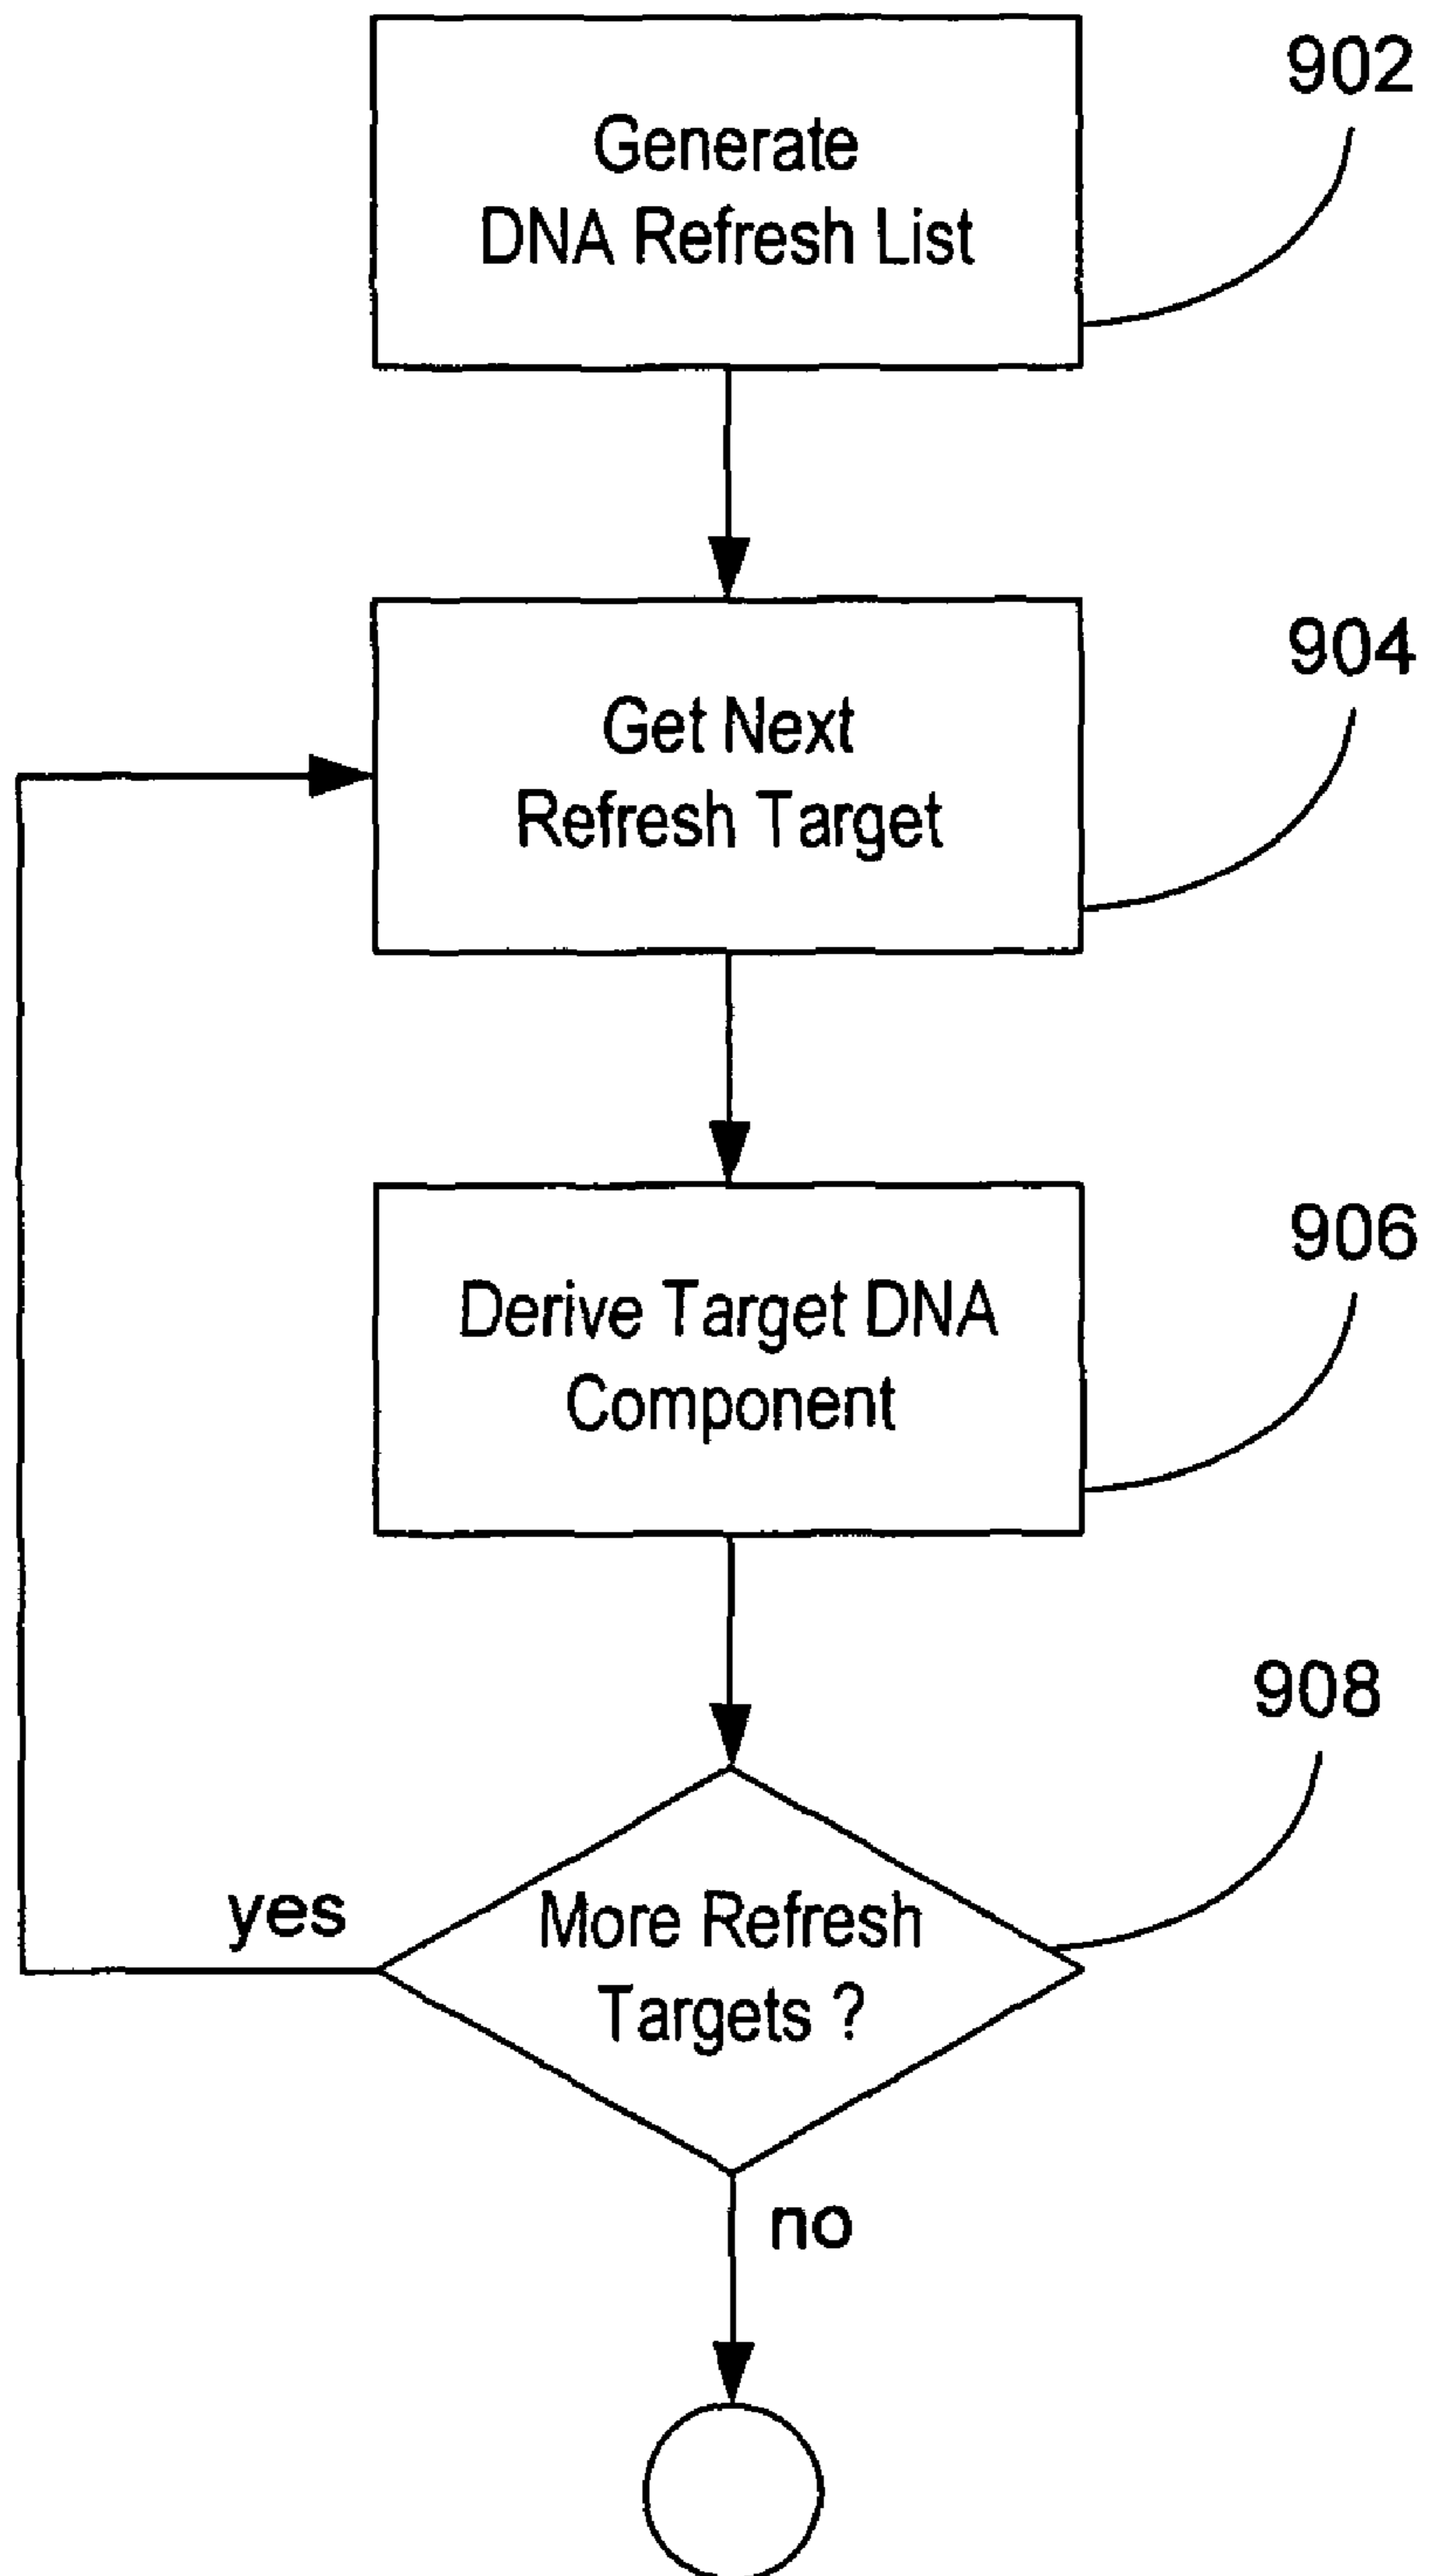 902
Generate
DNA Refresh List
904
Get Next
Refresh Target
906
Derive Target DNA
Component
908
yes
More Refresh
Targets ?
no